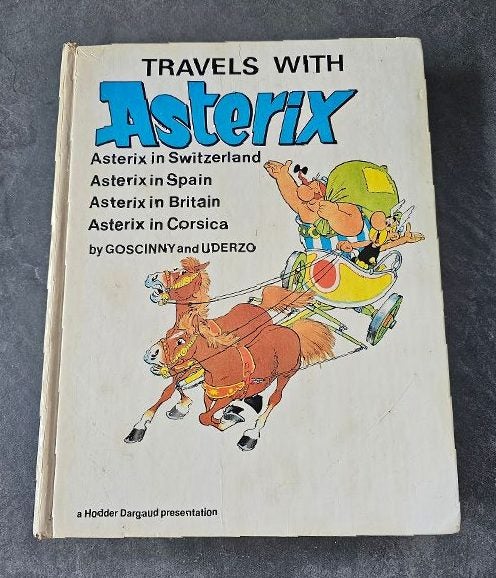 TRAVELS WITH
Asterix
Asterix in Switzerland
Asterix in Spain
Asterix in Britain
Asterix in Corsica
by GOSCINNY and UDERZO
a Hodder Dargaud presentation